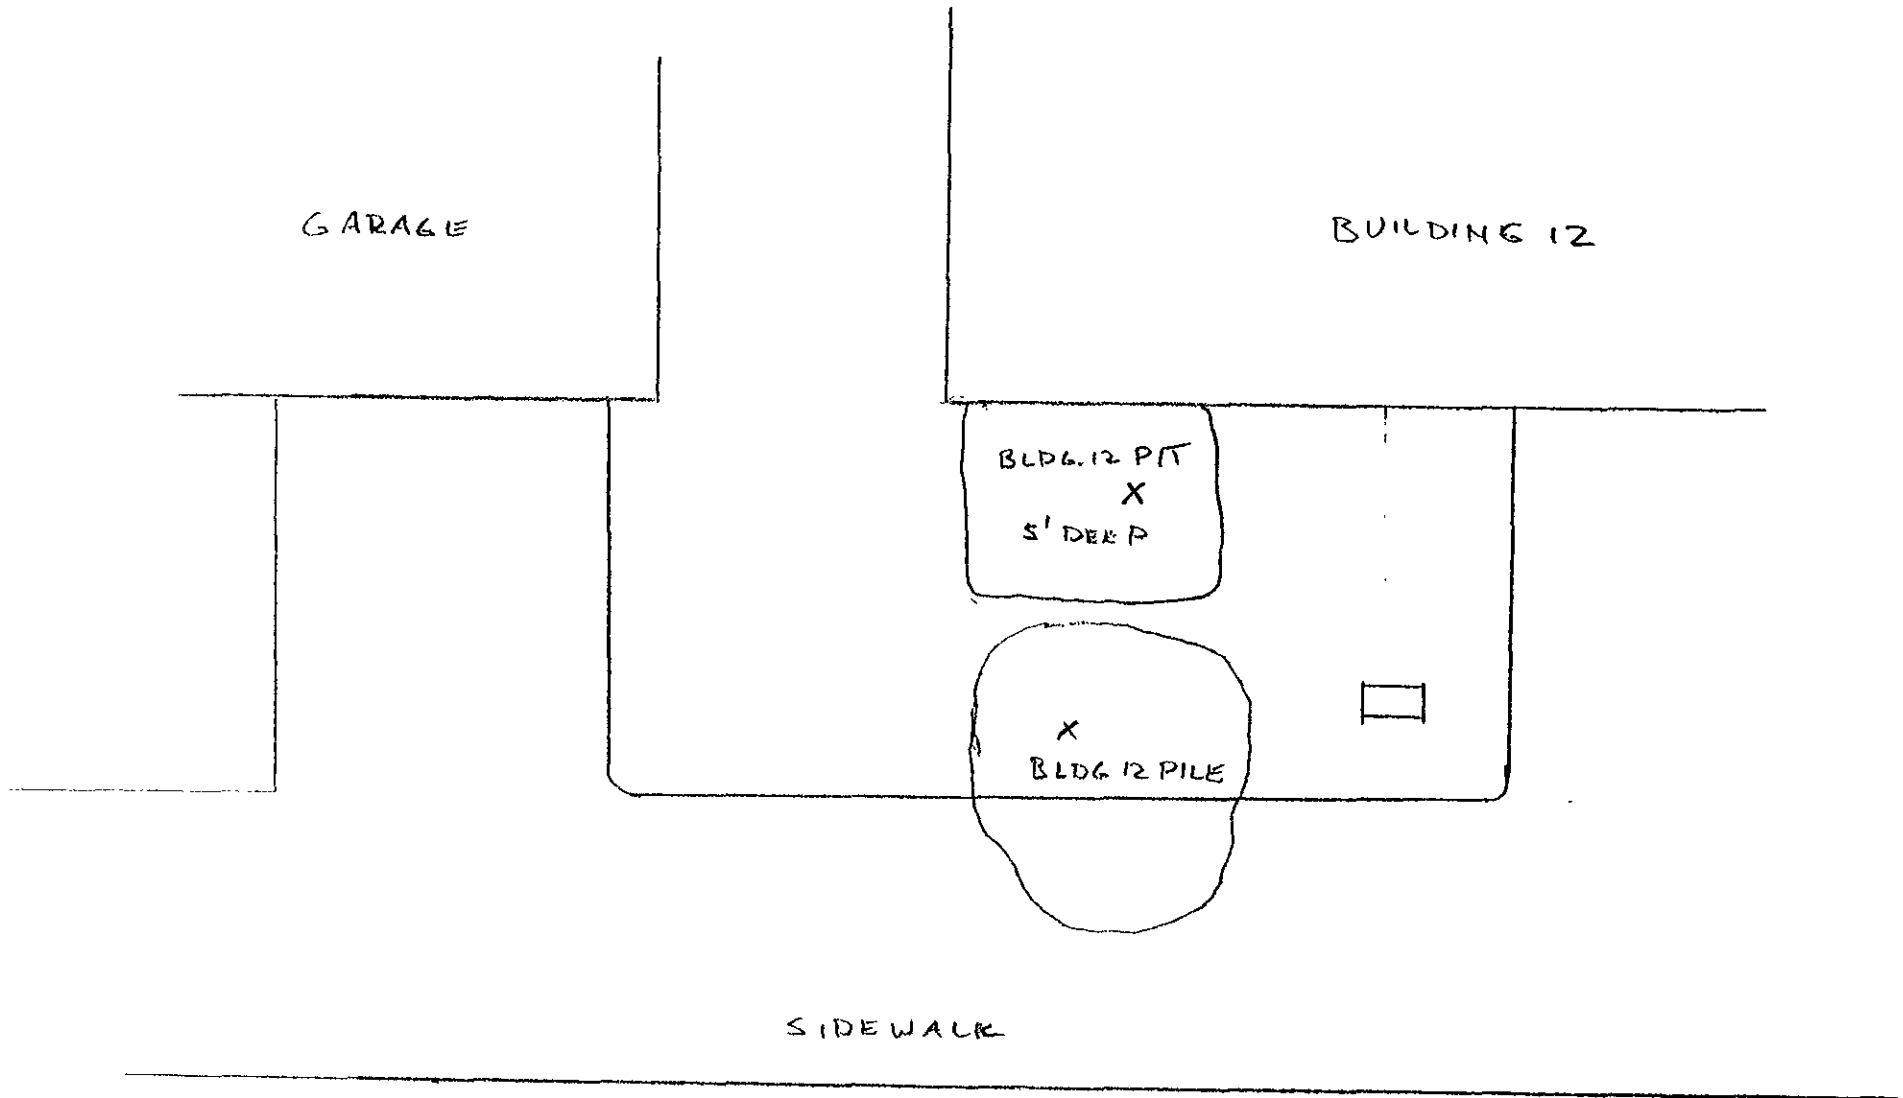 GARAGE
BUILDING 12
BLDG. 12 PIT
X
5' DEEP
X
BLDG 12 PILE
SIDEWALK